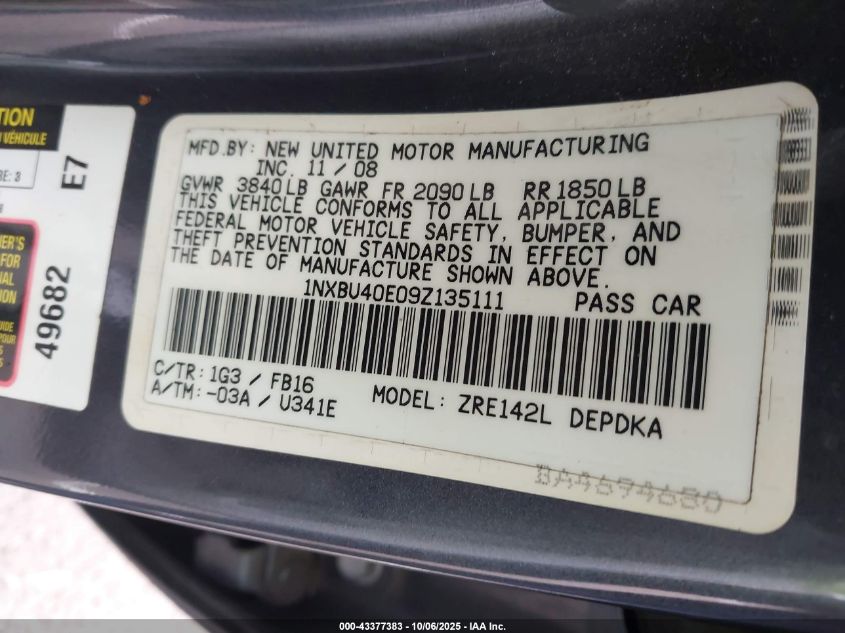 TION
VÉHICULE
E7
49682
MFD.BY: NEW UNITED MOTOR MANUFACTURING
INC. 11 / 08
GVWR 3840 LB GAWR FR 2090 LB RR 1850 LB
THIS VEHICLE CONFORMS TO ALL APPLICABLE
FEDERAL MOTOR VEHICLE SAFETY, BUMPER, AND
THEFT PREVENTION STANDARDS IN EFFECT ON
THE DATE OF MANUFACTURE SHOWN ABOVE.
1NXBU40E09Z135111 PASS CAR
C/TR: 1G3 / FB16
A/TM: -03A / U341E
MODEL: ZRE142L DEPDKA
BA4694680
000-43377383 - 10/06/2025 - IAA Inc.